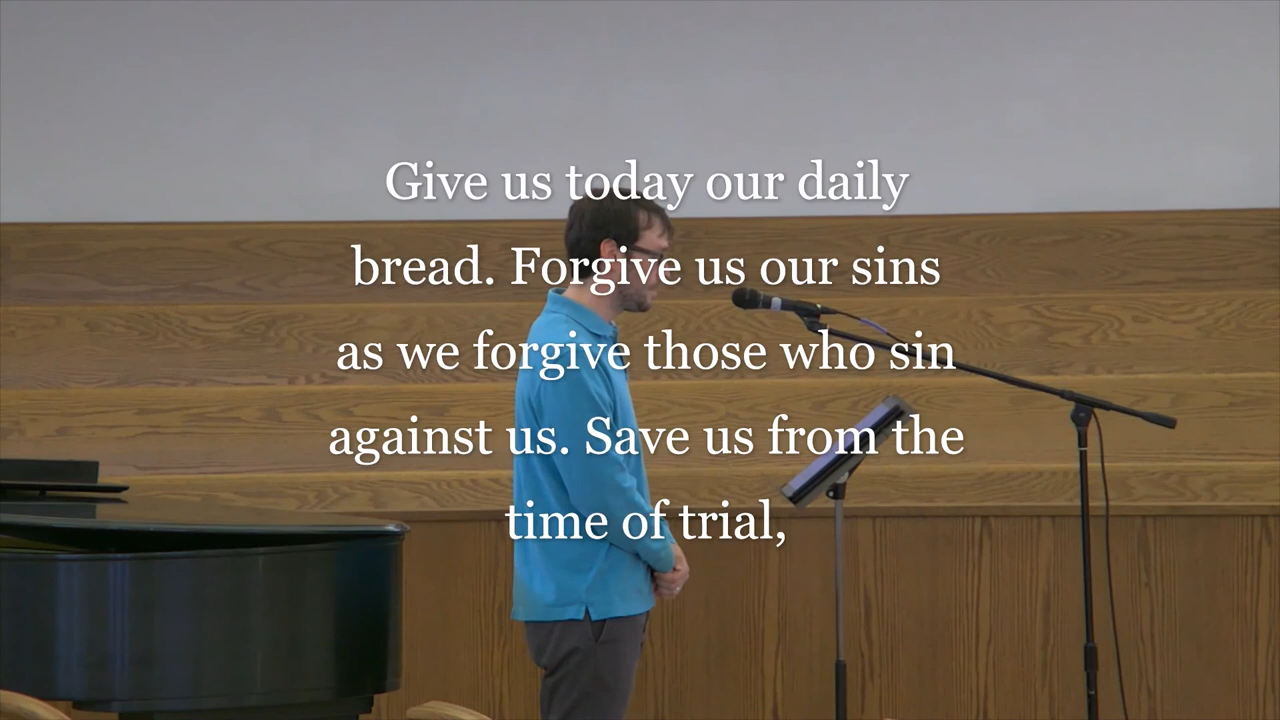 Give us today our daily
bread. Forgive us our sins
as we forgive those who sin
against us. Save us from the
time of trial,